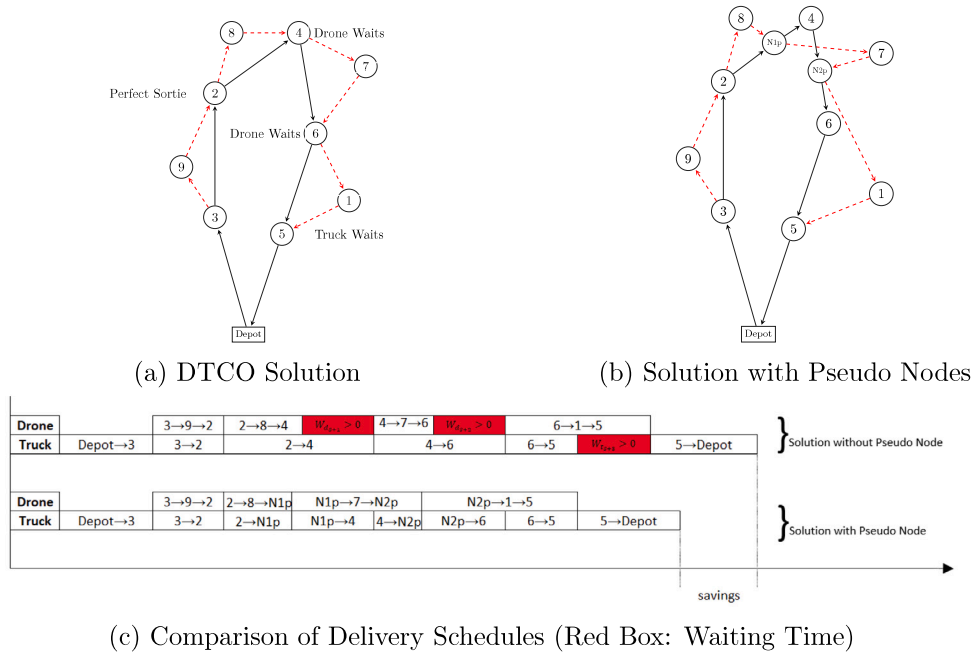 8
4
Drone Waits
7
2
Perfect Sortie
6
Drone Waits
9
1
3
5
Truck Waits
Depot
(a) DTCO Solution
8
4
N1p
7
N2p
2
6
9
1
3
5
Depot
(b) Solution with Pseudo Nodes
Drone 3→9→2 2→8→4 4→7→6 6→1→5
Truck Depot→3 3→2 2→4 4→6 6→5 5→Depot
Solution without Pseudo Node
Drone 3→9→2 2→8→N1p N1p→7→N2p N2p→1→5
Truck Depot→3 3→2 2→N1p N1p→4 4→N2p N2p→6 6→5 5→Depot
Solution with Pseudo Node
savings
(c) Comparison of Delivery Schedules (Red Box: Waiting Time)